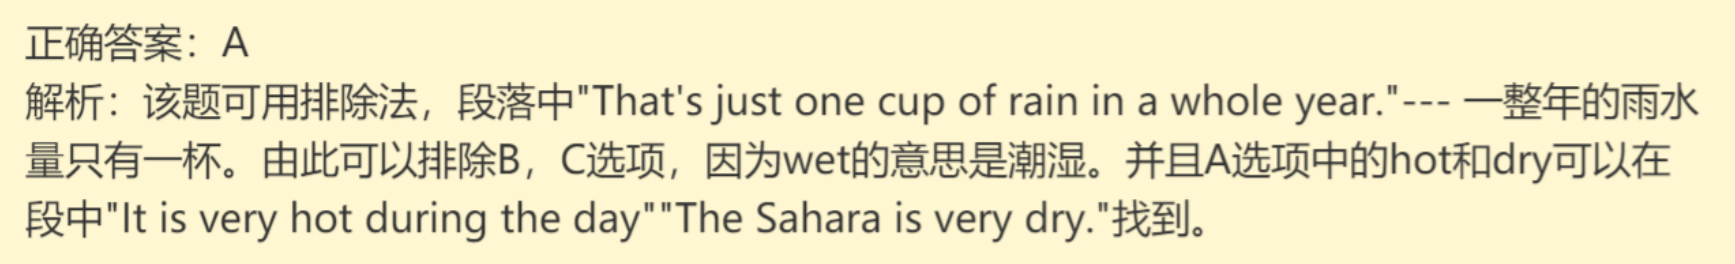 正确答案：A
解析：该题可用排除法，段落中"That's just one cup of rain in a whole year."--- 一整年的雨水
量只有一杯。由此可以排除B，C选项，因为wet的意思是潮湿。并且A选项中的hot和dry可以在
段中"It is very hot during the day""The Sahara is very dry."找到。